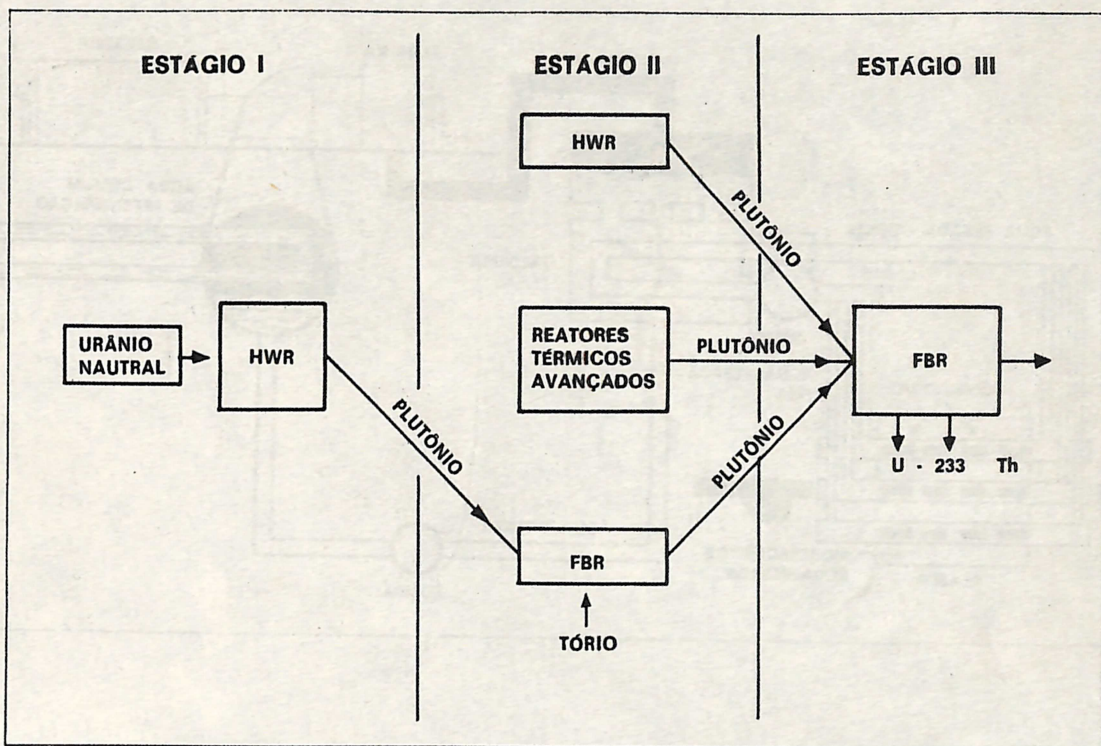 ESTÁGIO I
ESTÁGIO II
ESTÁGIO III
URÂNIO
NAUTRAL
HWR
PLUTÔNIO
HWR
PLUTÔNIO
REATORES
TÉRMICOS
AVANÇADOS
PLUTÔNIO
FBR
TÓRIO
PLUTÔNIO
FBR
U - 233 Th